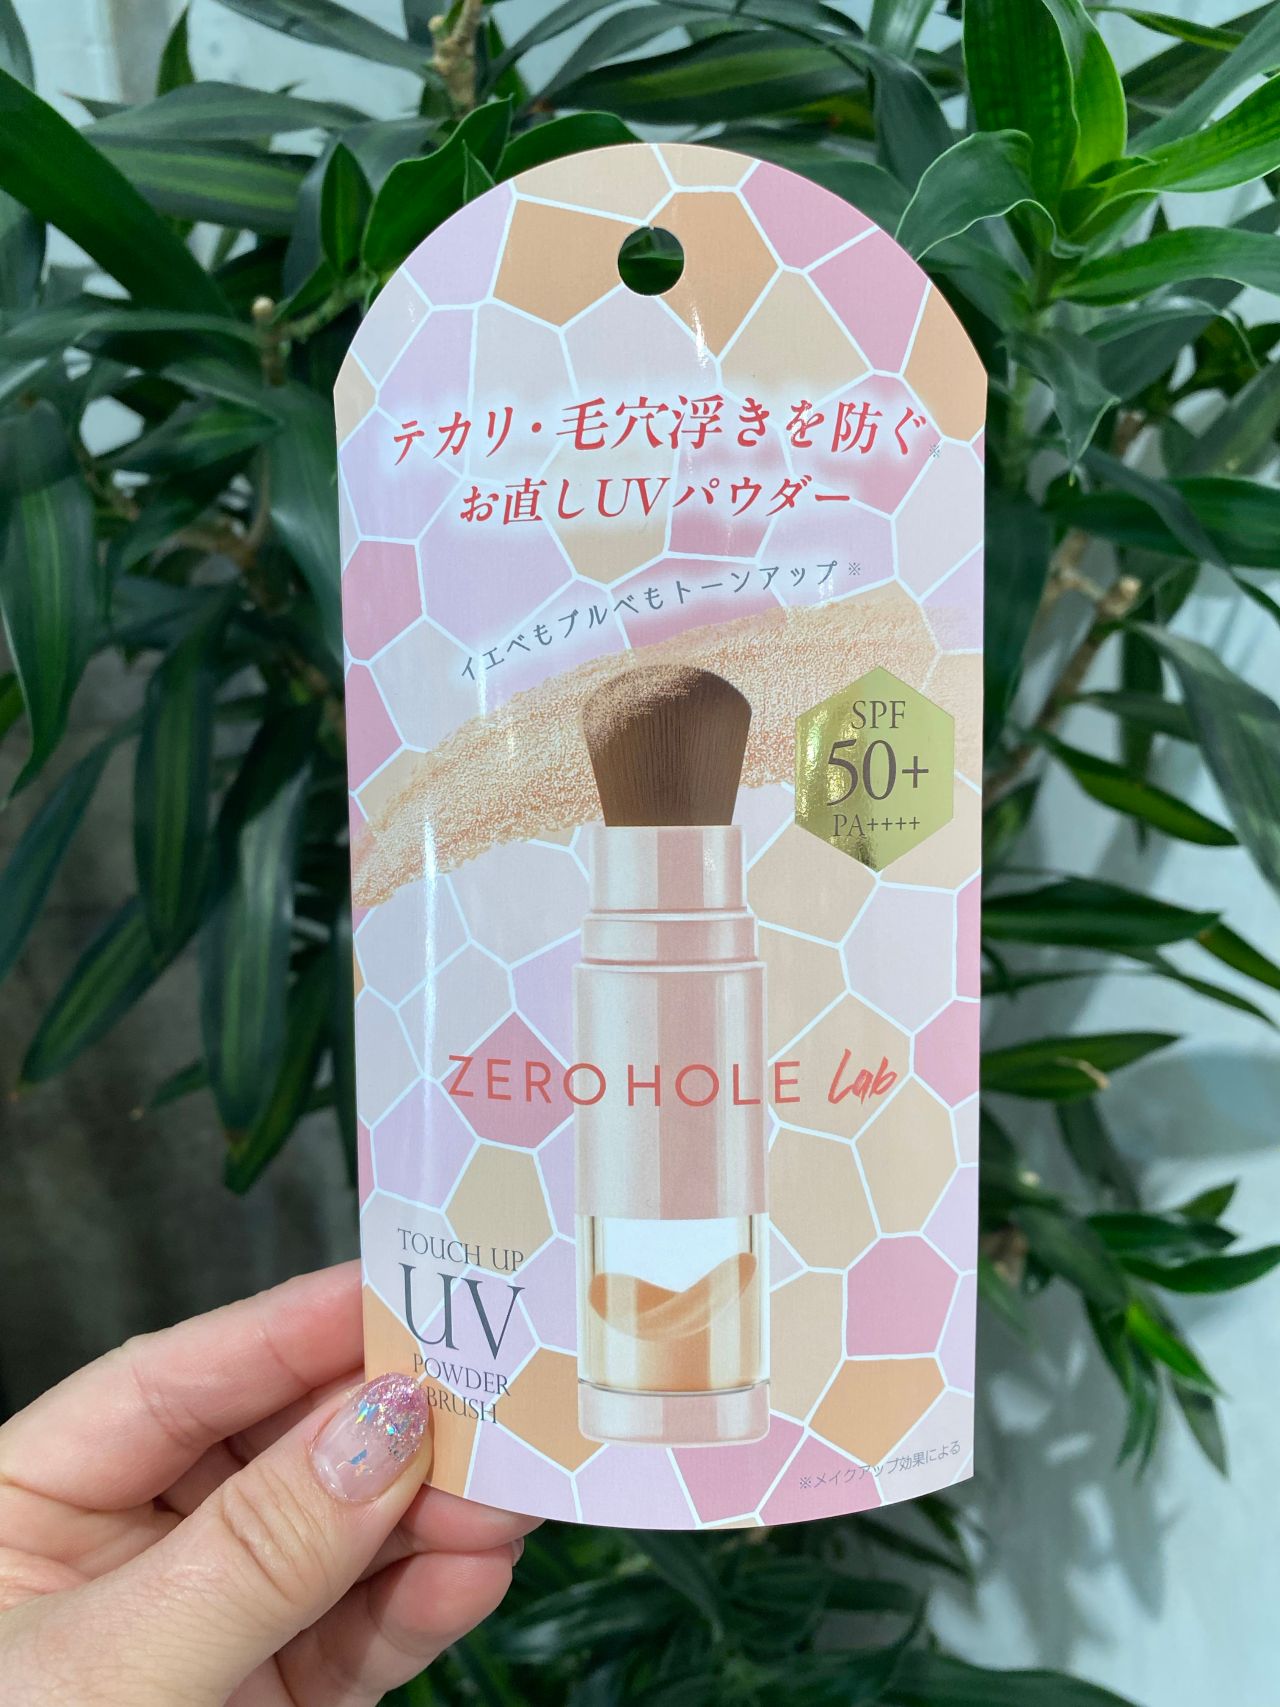 テカリ・毛穴浮きを防ぐ※
お直しUVパウダー
イエベもブルベもトーンアップ※
SPF
50+
PA++++
ZERO HOLE Lab
TOUCH UP
UV
POWDER
BRUSH
※メイクアップ効果による